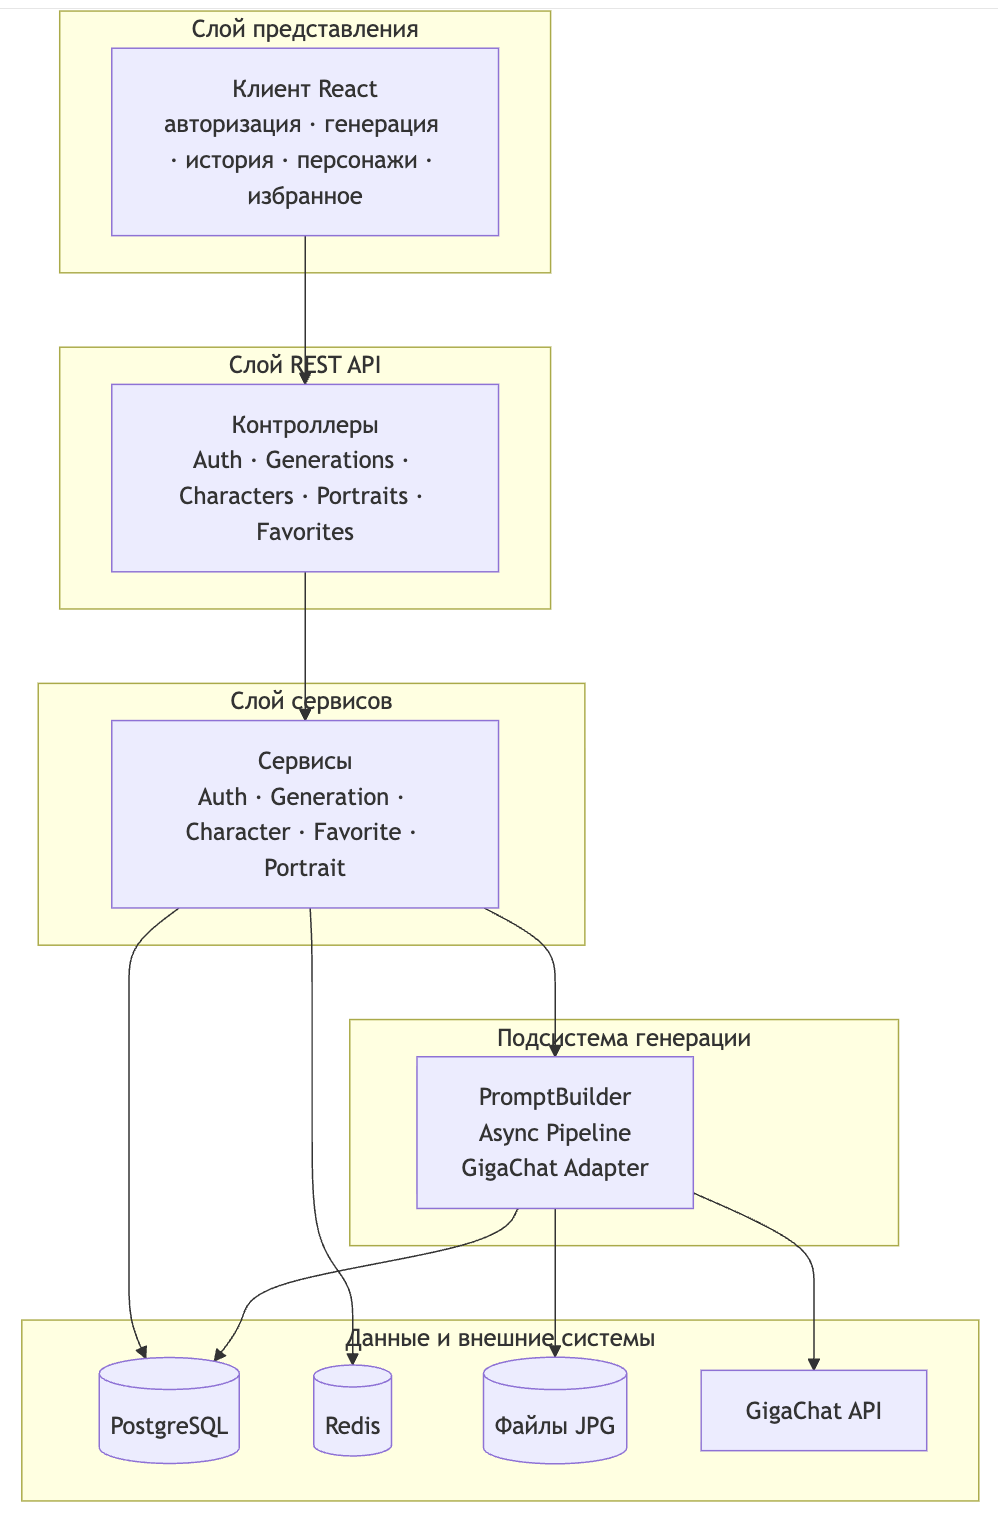 Слой представления
Клиент React
авторизация · генерация
· история · персонажи ·
избранное
Слой REST API
Контроллеры
Auth · Generations ·
Characters · Portraits ·
Favorites
Слой сервисов
Сервисы
Auth · Generation ·
Character · Favorite ·
Portrait
Подсистема генерации
PromptBuilder
Async Pipeline
GigaChat Adapter
Данные и внешние системы
PostgreSQL
Redis
Файлы JPG
GigaChat API